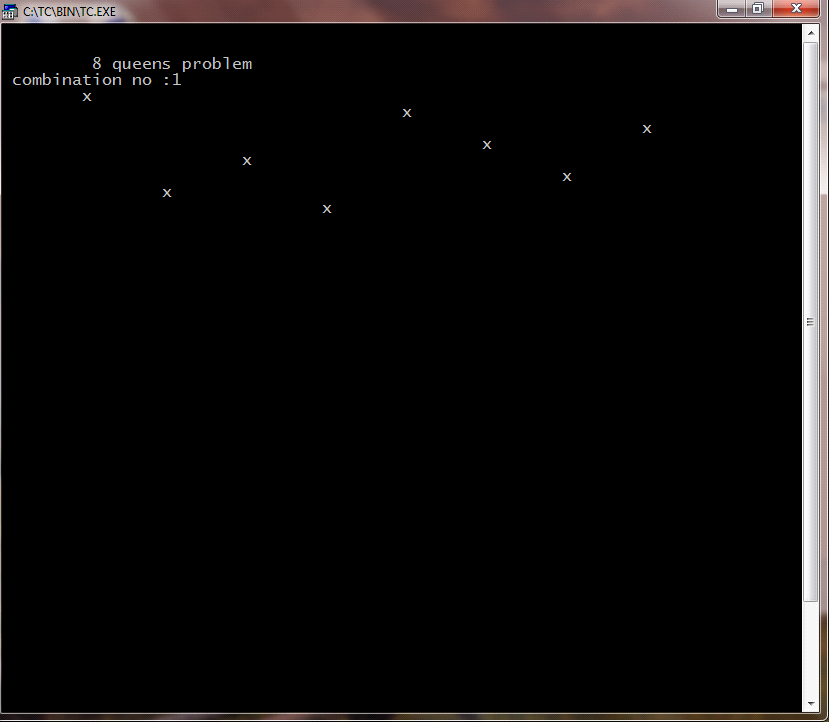 C:\TC\BIN\TC.EXE
8 queens problem
combination no :1
x
x
x
x
x
x
x
x